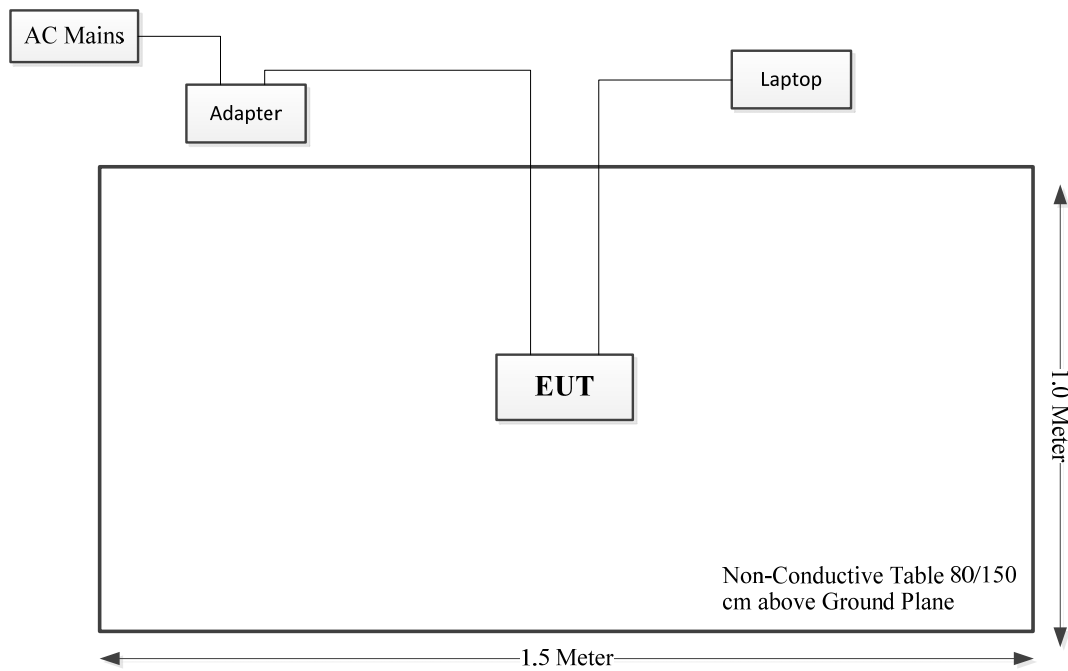 AC Mains
Adapter
Laptop
EUT
1.0 Meter
Non-Conductive Table 80/150
cm above Ground Plane
1.5 Meter